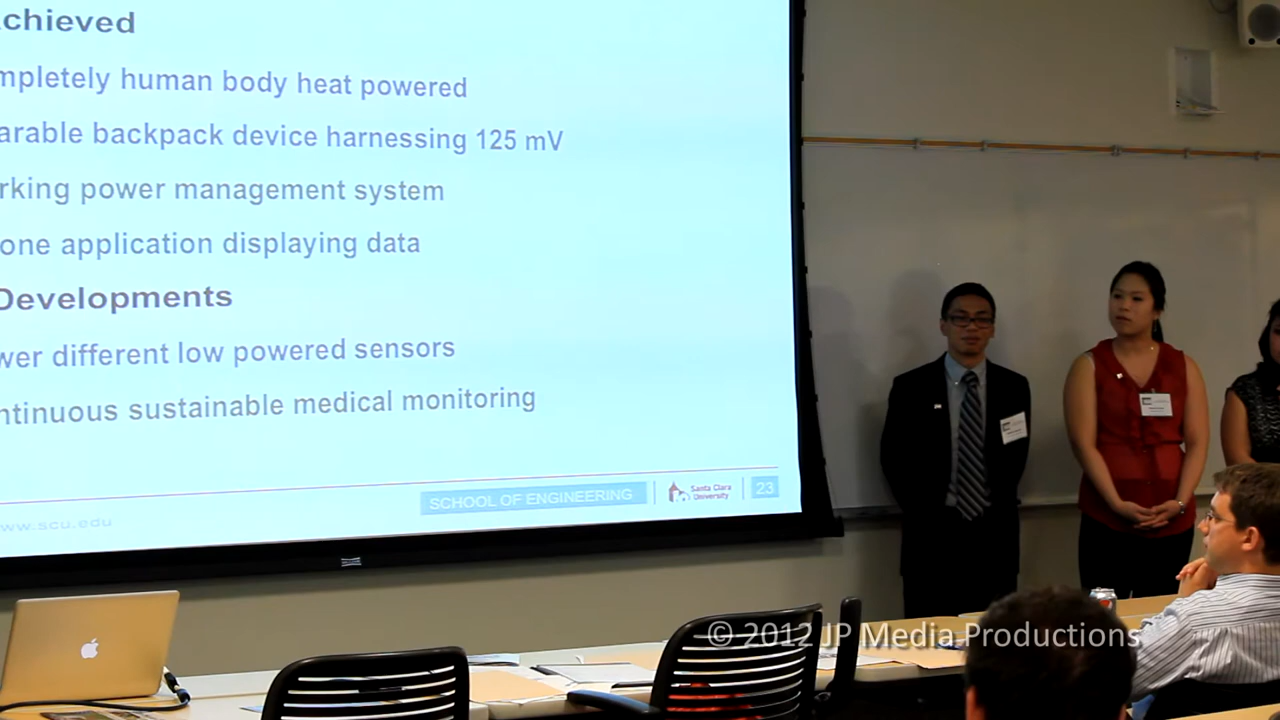 chieved
mpletely human body heat powered
arable backpack device harnessing 125 mV
rking power management system
one application displaying data
Developments
wer different low powered sensors
ntinuous sustainable medical monitoring
SCHOOL OF ENGINEERING
Santa Clara
University
23
ww.scu.edu
© 2012 JP Media Productions